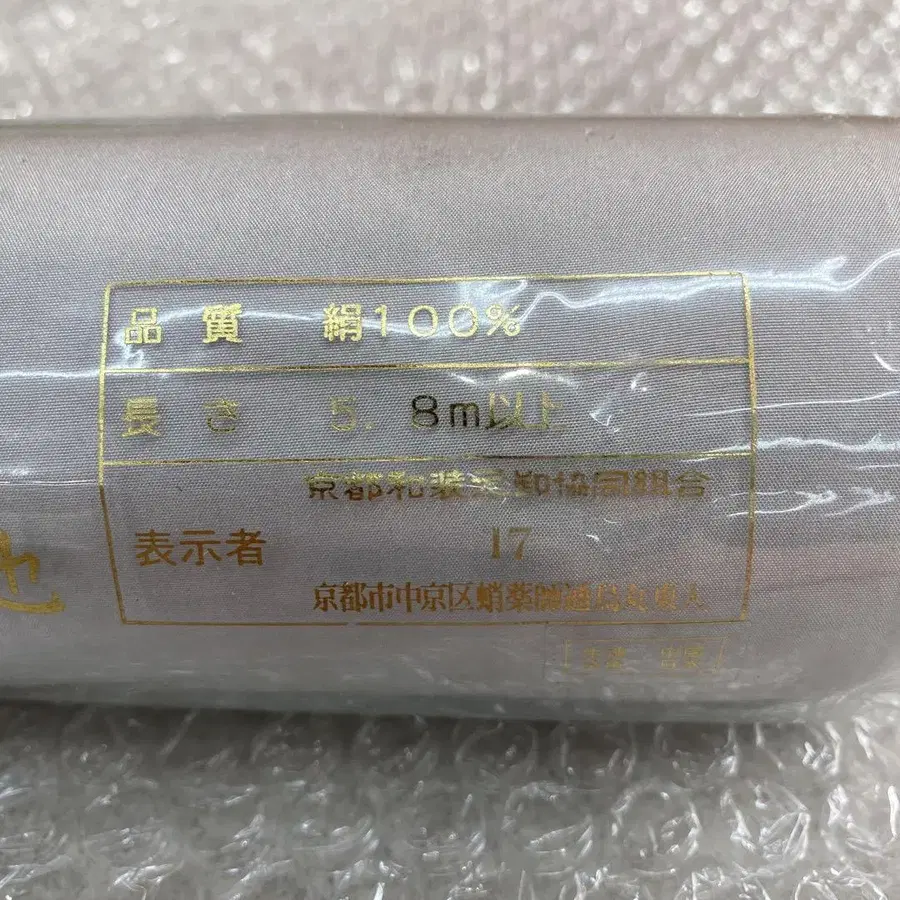 品質 絹100%
長さ 5.8m以上
京都和装 卸協同組合
表示者 17
京都市中京区蛸薬師通烏丸東入